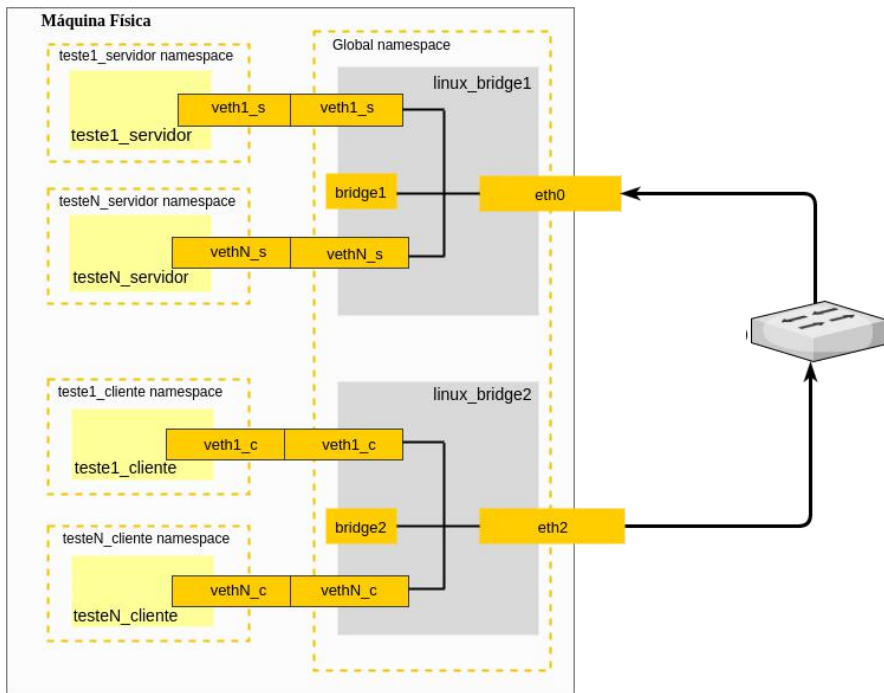 Máquina Física
teste1_servidor namespace
Global namespace
linux_bridge1
veth1_s
veth1_s
teste1_servidor
bridge1
eth0
testeN_servidor namespace
vethN_s
vethN_s
testeN_servidor
teste1_cliente namespace
linux_bridge2
veth1_c
veth1_c
teste1_cliente
bridge2
eth2
testeN_cliente namespace
vethN_c
vethN_c
testeN_cliente